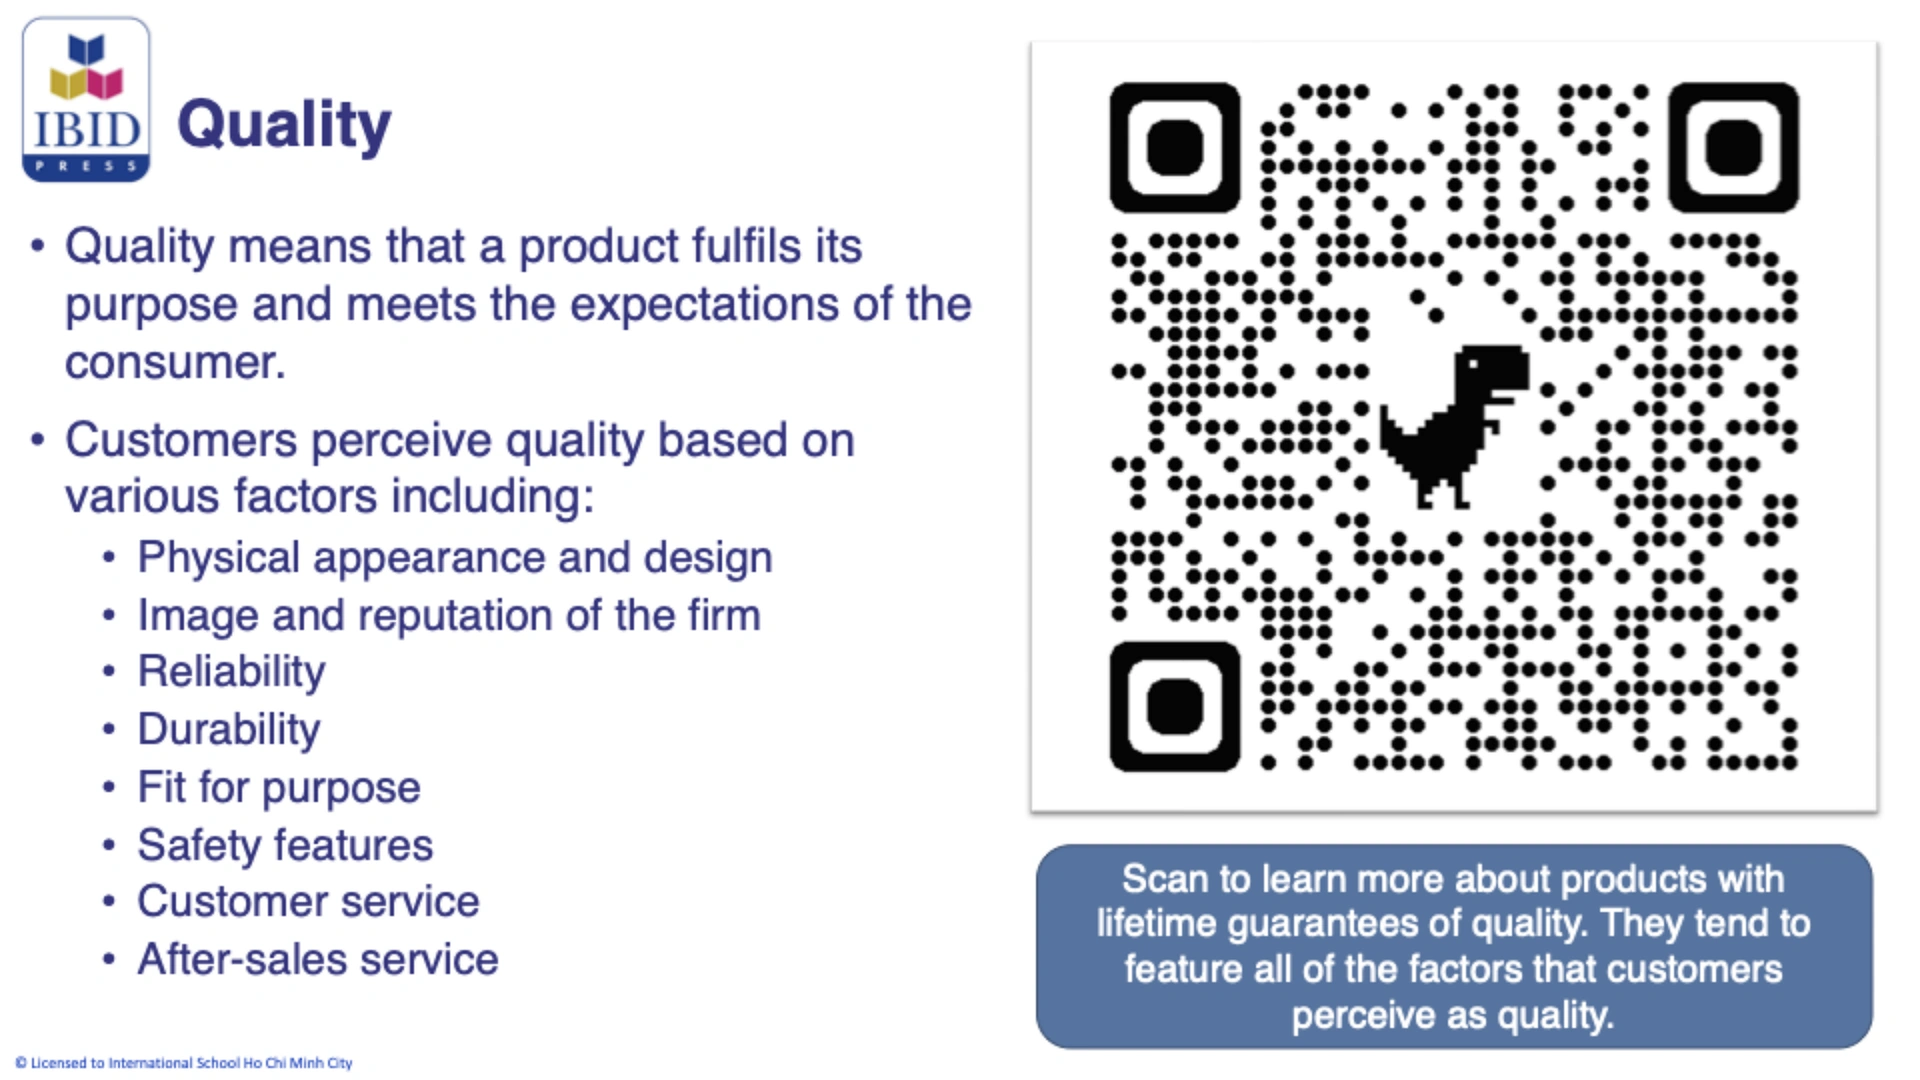 IBID
PRESS
Quality
• Quality means that a product fulfils its
purpose and meets the expectations of the
consumer.
• Customers perceive quality based on
various factors including:
• Physical appearance and design
• Image and reputation of the firm
• Reliability
• Durability
• Fit for purpose
• Safety features
• Customer service
• After-sales service
Scan to learn more about products with
lifetime guarantees of quality. They tend to
feature all of the factors that customers
perceive as quality.
© Licensed to International School Ho Chi Minh City